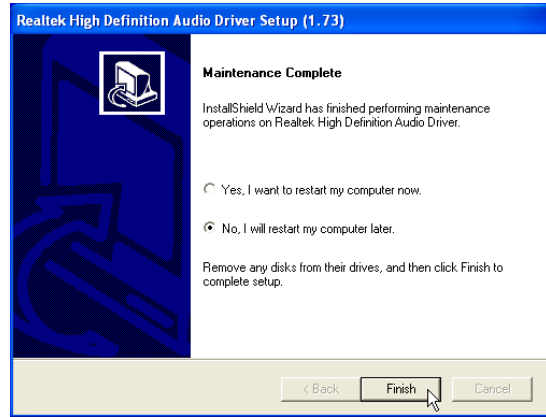 Realtek High Definition Audio Driver Setup (1.73)
Maintenance Complete
InstallShield Wizard has finished performing maintenance
operations on Realtek High Definition Audio Driver.
Yes, I want to restart my computer now.
No, I will restart my computer later.
Remove any disks from their drives, and then click Finish to
complete setup.
< Back Finish Cancel